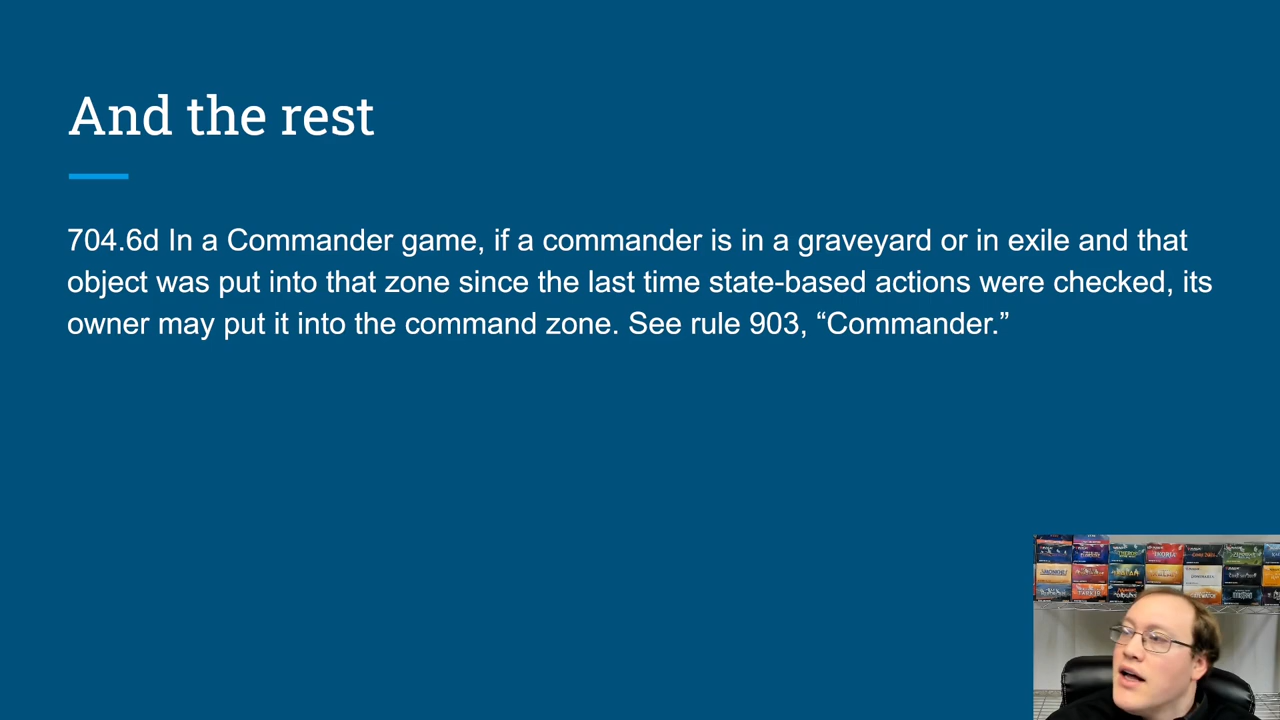 And the rest
704.6d In a Commander game, if a commander is in a graveyard or in exile and that
object was put into that zone since the last time state-based actions were checked, its
owner may put it into the command zone. See rule 903, “Commander.”